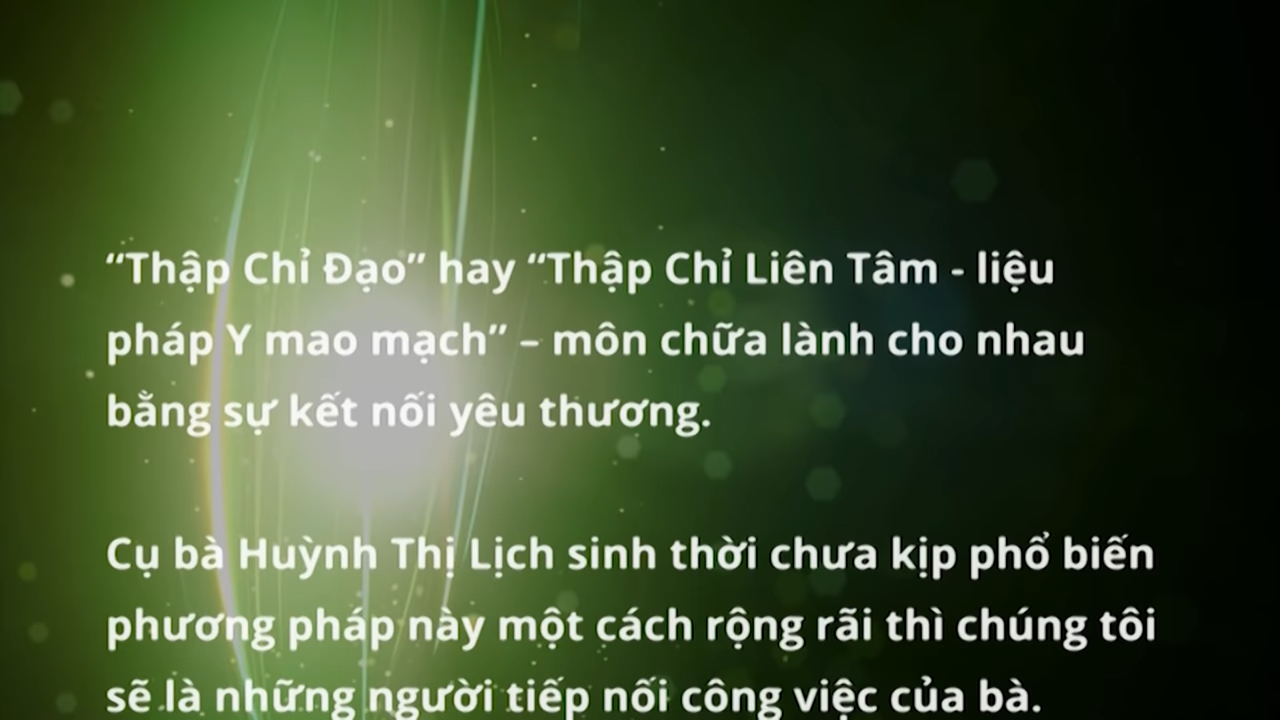 “Thập Chỉ Đạo” hay “Thập Chỉ Liên Tâm - liệu
pháp Y mao mạch” – môn chữa lành cho nhau
bằng sự kết nối yêu thương.
Cụ bà Huỳnh Thị Lịch sinh thời chưa kịp phổ biến
phương pháp này một cách rộng rãi thì chúng tôi
sẽ là những người tiếp nối công việc của bà.